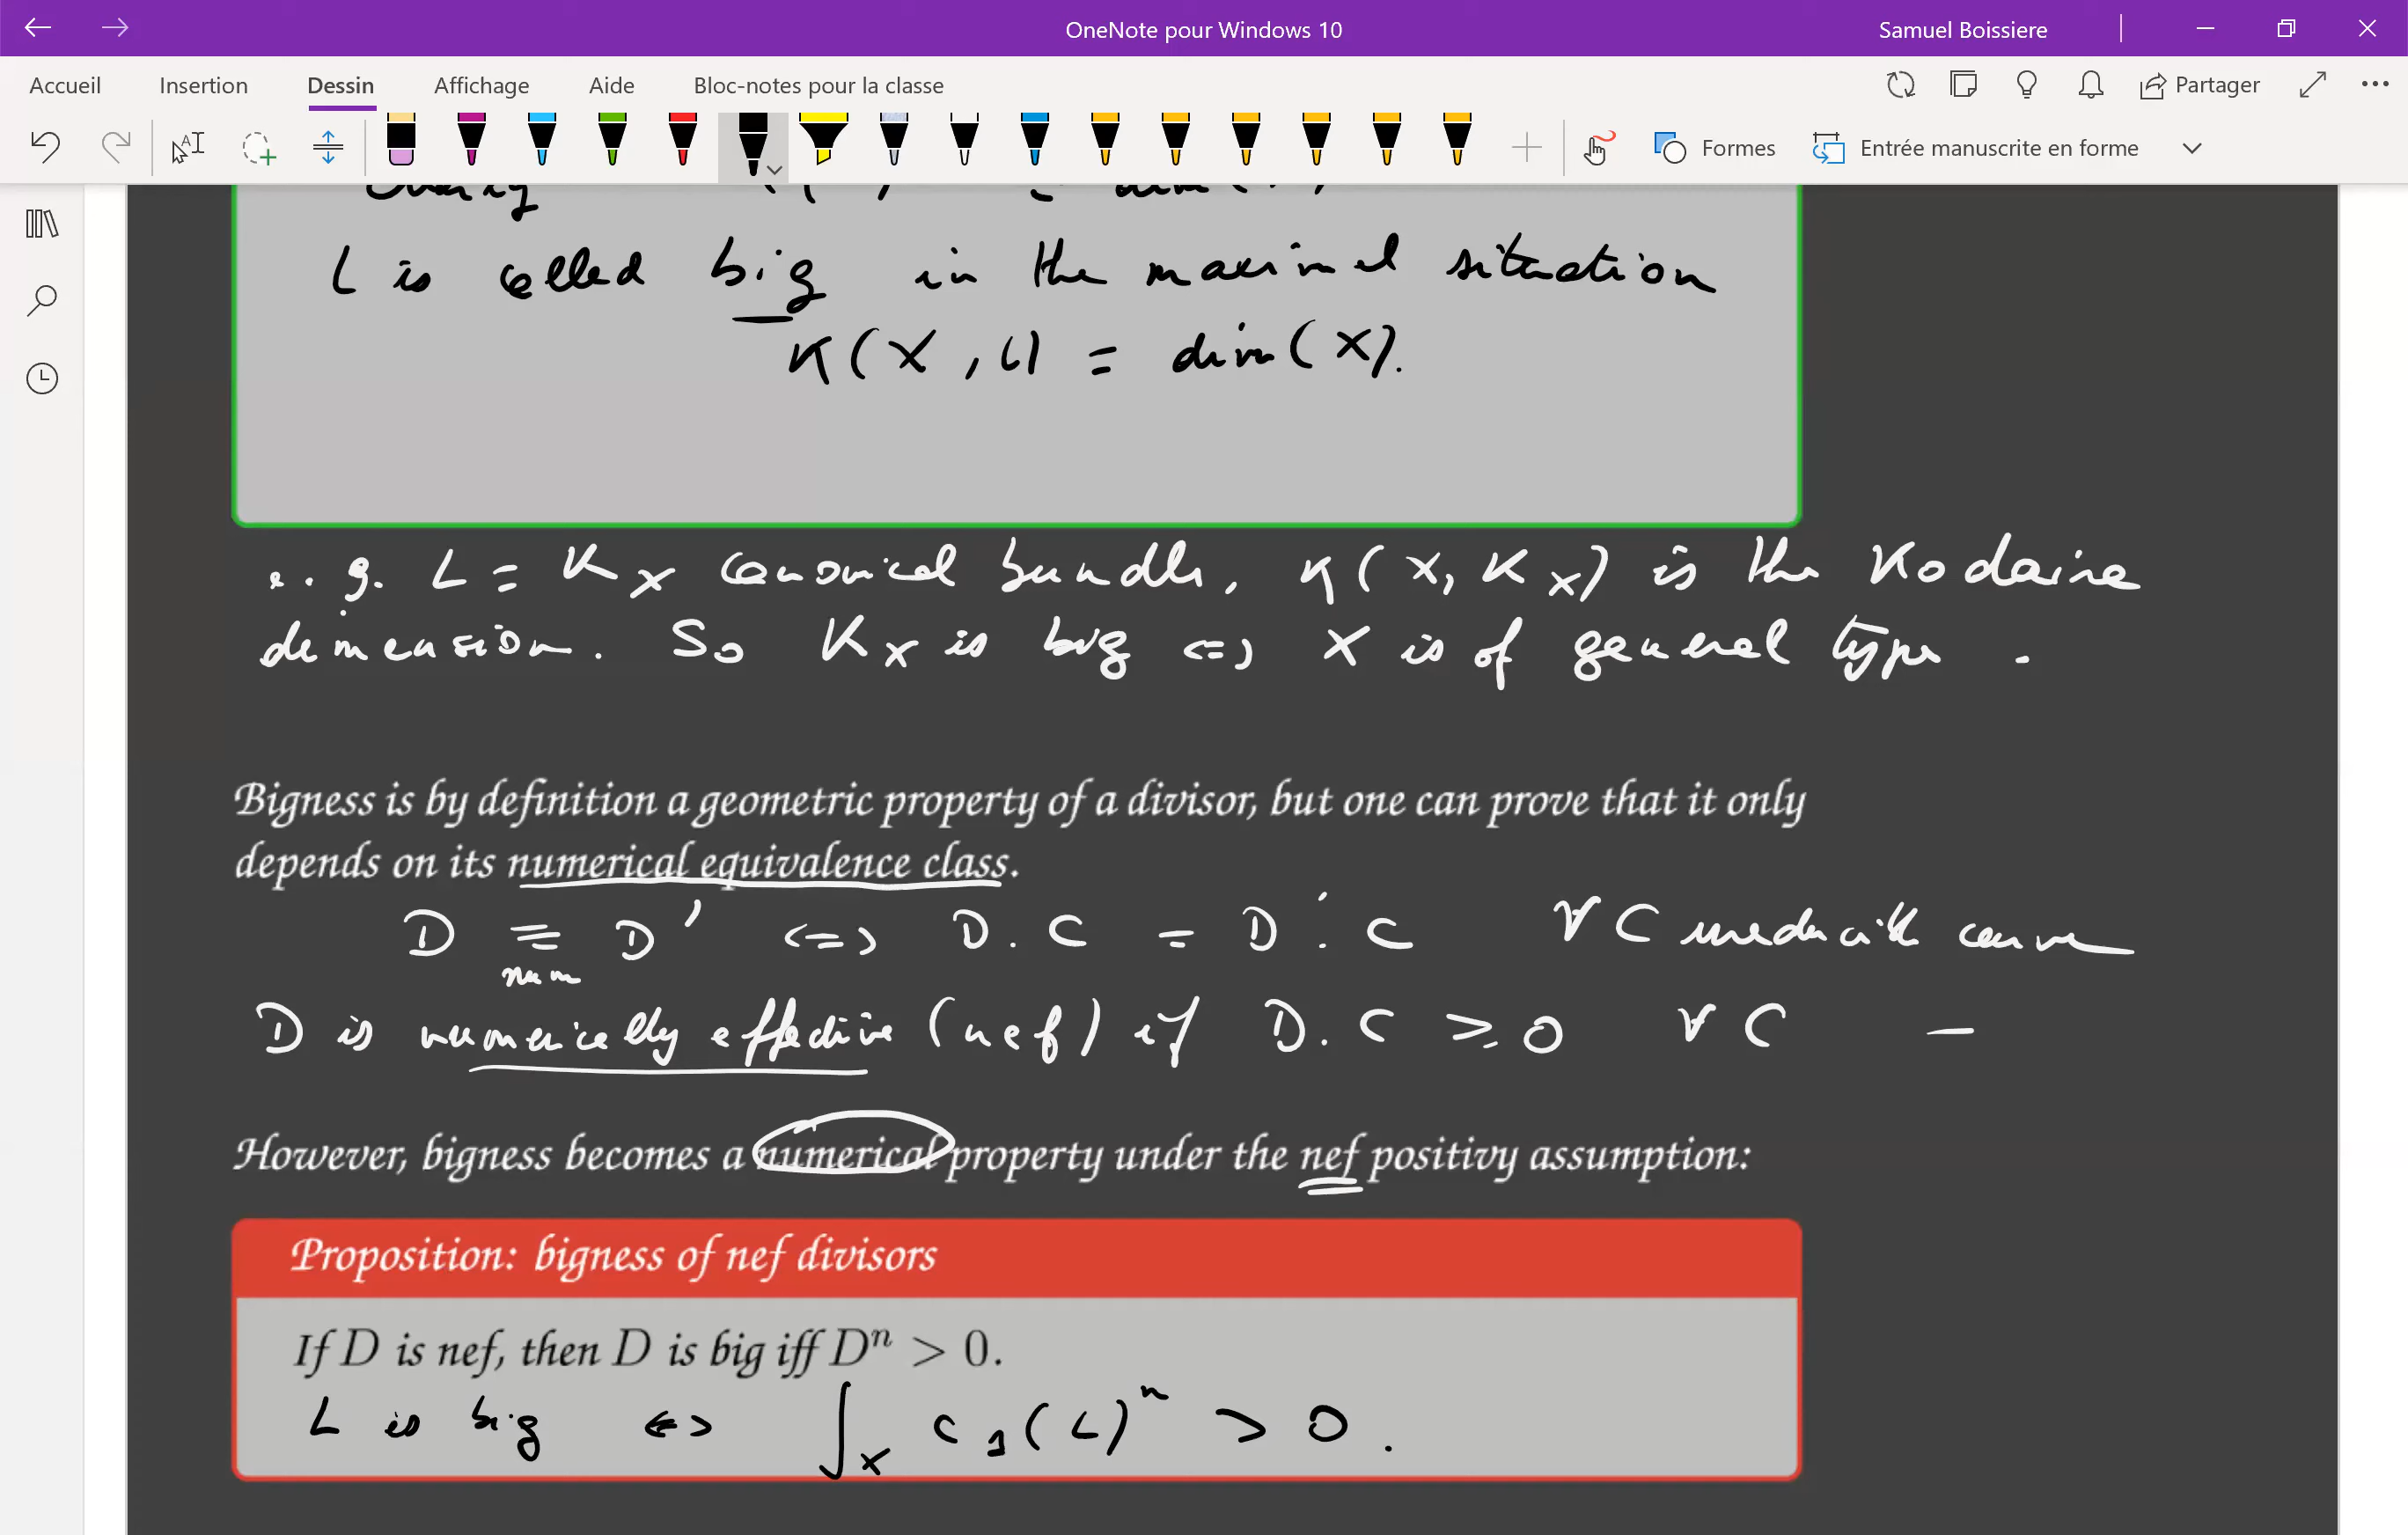 OneNote pour Windows 10
Samuel Boissiere
Accueil Insertion Dessin Affichage Aide Bloc-notes pour la classe
Partager
Formes
Entrée manuscrite en forme
L is called big in the maximal situation
κ(X, L) = dim(X).
e.g. L = K_X canonical bundle, κ(X, K_X) is the Kodaira
dimension. So K_X is big <=> X is of general type.
Bigness is by definition a geometric property of a divisor, but one can prove that it only
depends on its numerical equivalence class.
D ≡_num D' <=> D.C = D'.C ∀ C irreducible curve
D is numerically effective (nef) if D.C ≥ 0 ∀ C —
However, bigness becomes a numerical property under the nef positivy assumption:
Proposition: bigness of nef divisors
If D is nef, then D is big iff Dⁿ > 0.
L is big <=> ∫_X c₁(L)ⁿ > 0.